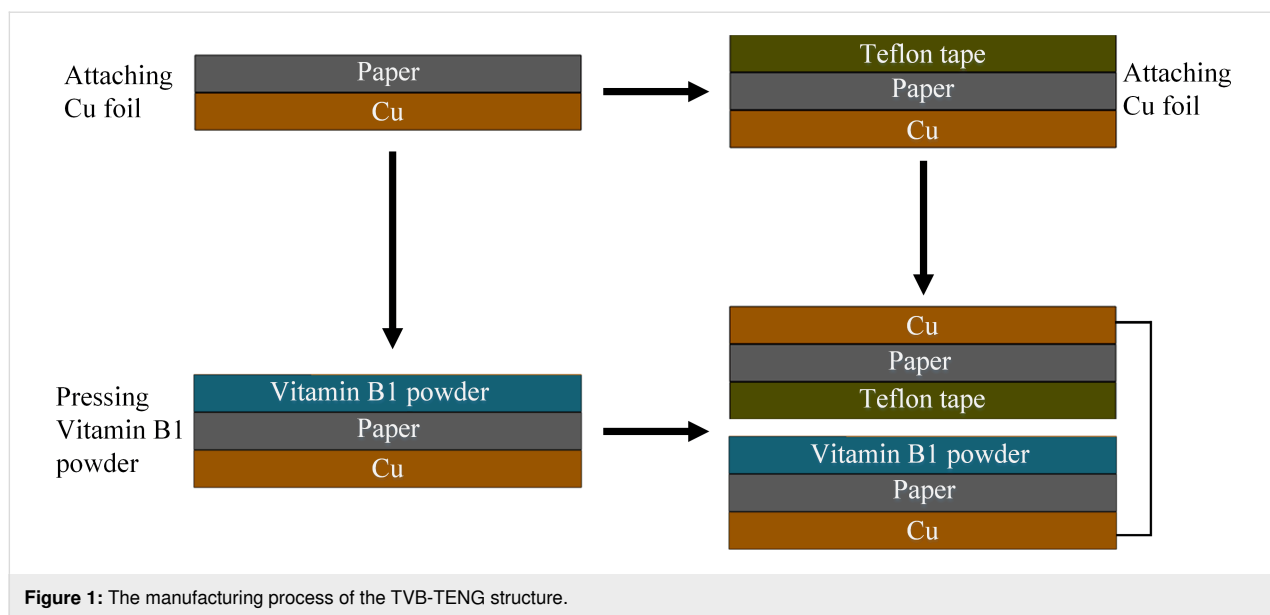 Attaching
Cu foil
Paper
Cu
Teflon tape
Paper
Cu
Attaching
Cu foil
Pressing
Vitamin B1
powder
Vitamin B1 powder
Paper
Cu
Cu
Paper
Teflon tape
Vitamin B1 powder
Paper
Cu
Figure 1: The manufacturing process of the TVB-TENG structure.